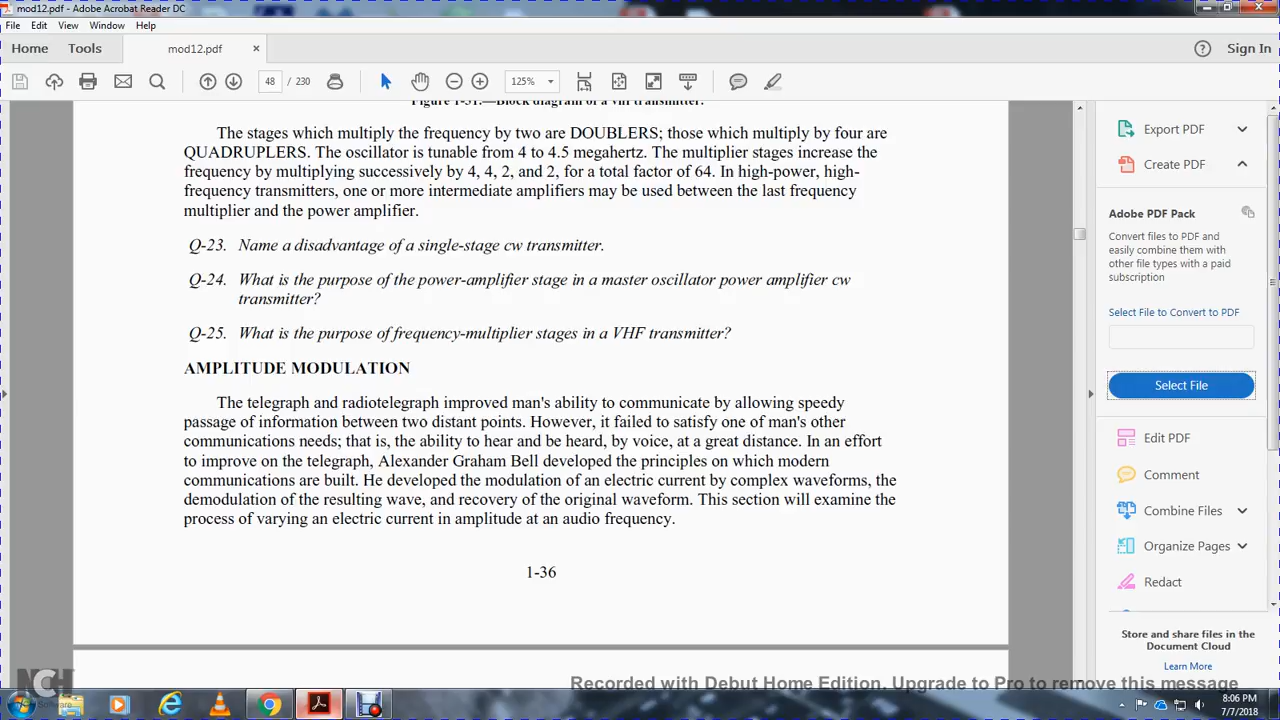 mod12.pdf - Adobe Acrobat Reader DC
File Edit View Window Help
Home Tools mod12.pdf × Sign In
48 / 230 125%
Figure 1-31.—Block diagram of a vhf transmitter.
The stages which multiply the frequency by two are DOUBLERS; those which multiply by four are
QUADRUPLERS. The oscillator is tunable from 4 to 4.5 megahertz. The multiplier stages increase the
frequency by multiplying successively by 4, 4, 2, and 2, for a total factor of 64. In high-power, high-
frequency transmitters, one or more intermediate amplifiers may be used between the last frequency
multiplier and the power amplifier.
Q-23. Name a disadvantage of a single-stage cw transmitter.
Q-24. What is the purpose of the power-amplifier stage in a master oscillator power amplifier cw
transmitter?
Q-25. What is the purpose of frequency-multiplier stages in a VHF transmitter?
AMPLITUDE MODULATION
The telegraph and radiotelegraph improved man's ability to communicate by allowing speedy
passage of information between two distant points. However, it failed to satisfy one of man's other
communications needs; that is, the ability to hear and be heard, by voice, at a great distance. In an effort
to improve on the telegraph, Alexander Graham Bell developed the principles on which modern
communications are built. He developed the modulation of an electric current by complex waveforms, the
demodulation of the resulting wave, and recovery of the original waveform. This section will examine the
process of varying an electric current in amplitude at an audio frequency.
1-36
Export PDF
Create PDF
Adobe PDF Pack
Convert files to PDF and
easily combine them with
other file types with a paid
subscription
Select File to Convert to PDF
Select File
Edit PDF
Comment
Combine Files
Organize Pages
Redact
Store and share files in the
Document Cloud
Learn More
NCH
Software
Recorded with Debut Home Edition. Upgrade to Pro to remove this message
8:06 PM
7/7/2018